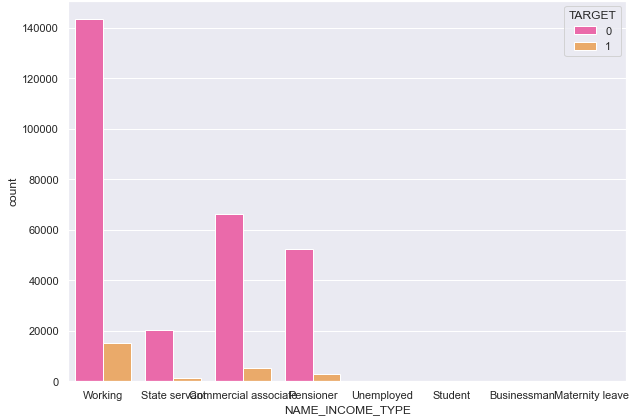 TARGET
0
1
140000
120000
100000
80000
60000
40000
20000
0
count
Working
State servant
Commercial associate
Pensioner
Unemployed
Student
Businessman
Maternity leave
NAME_INCOME_TYPE